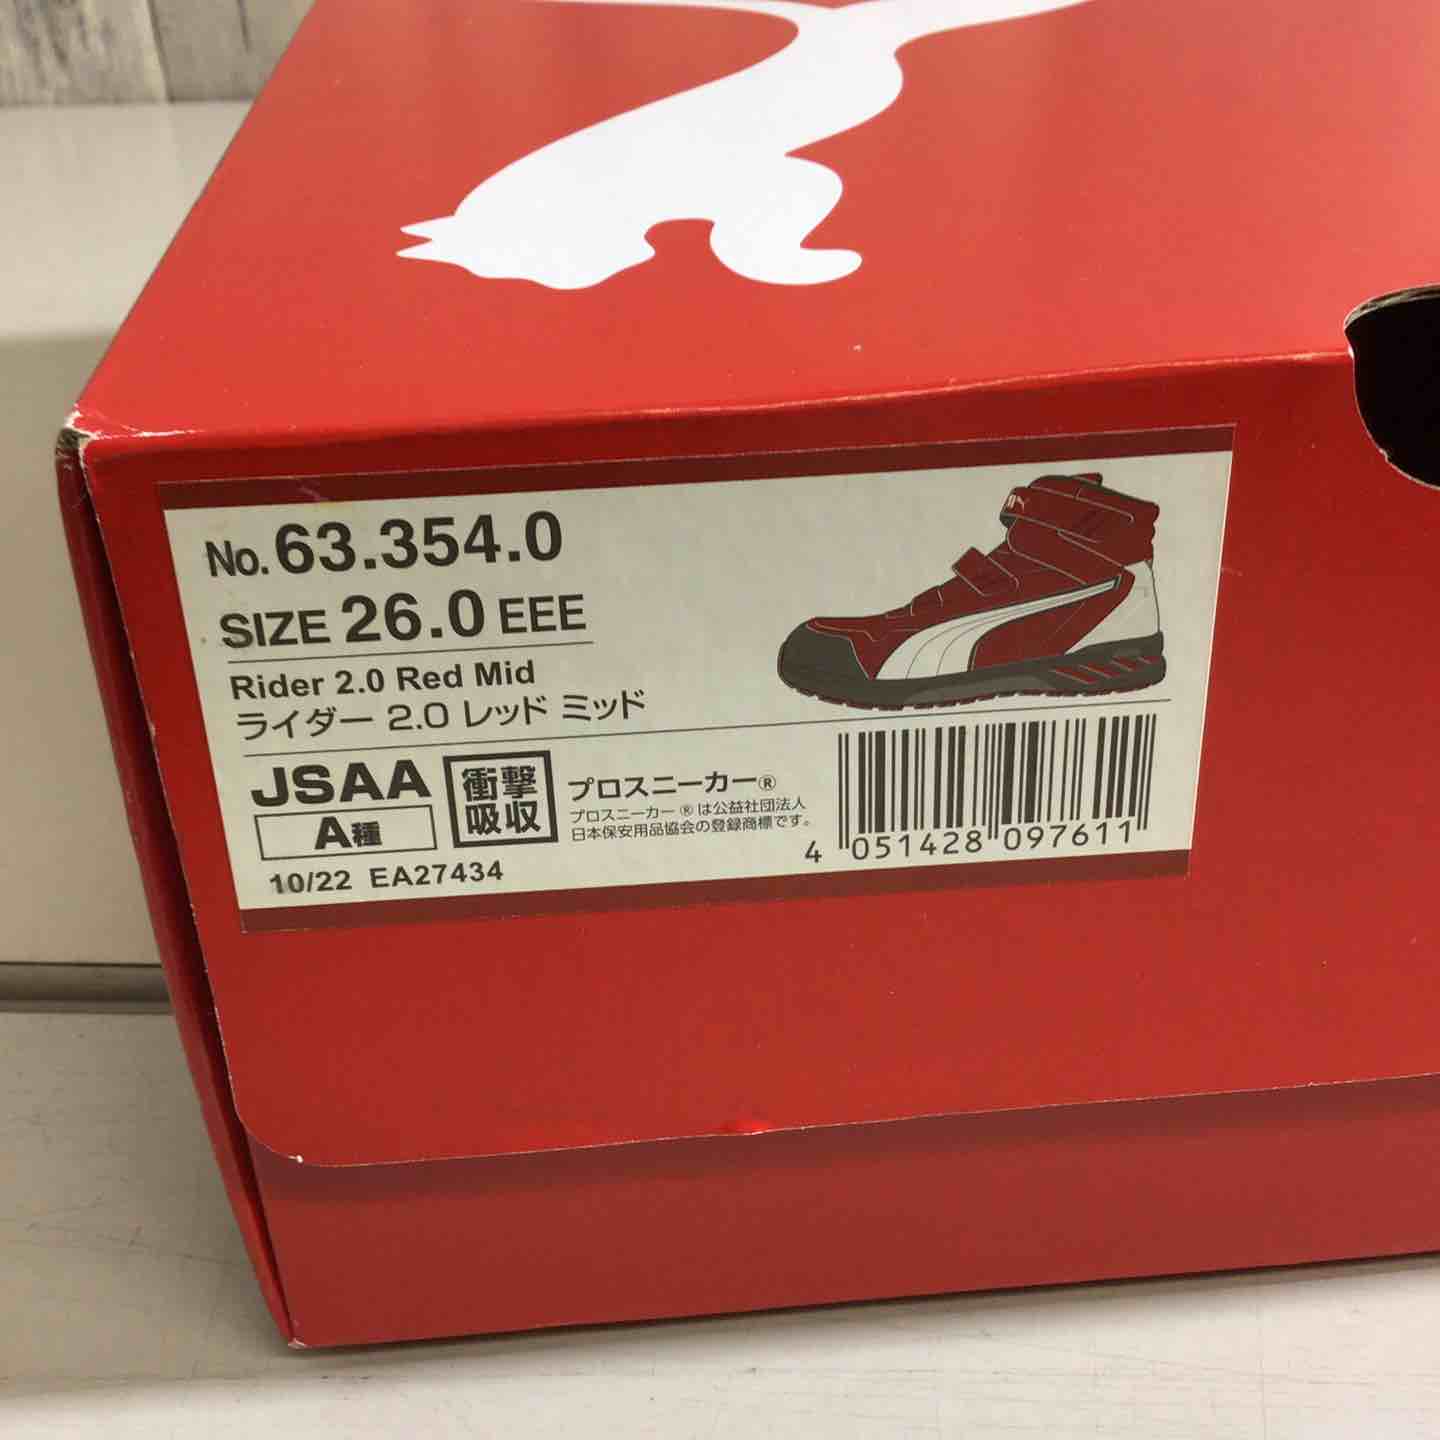 No. 63.354.0
SIZE 26.0 EEE
Rider 2.0 Red Mid
ライダー 2.0 レッド ミッド
JSAA
A種
衝撃
吸収
プロスニーカー®
プロスニーカー®は公益社団法人
日本保安用品協会の登録商標です。
10/22 EA27434
4 051428 097611